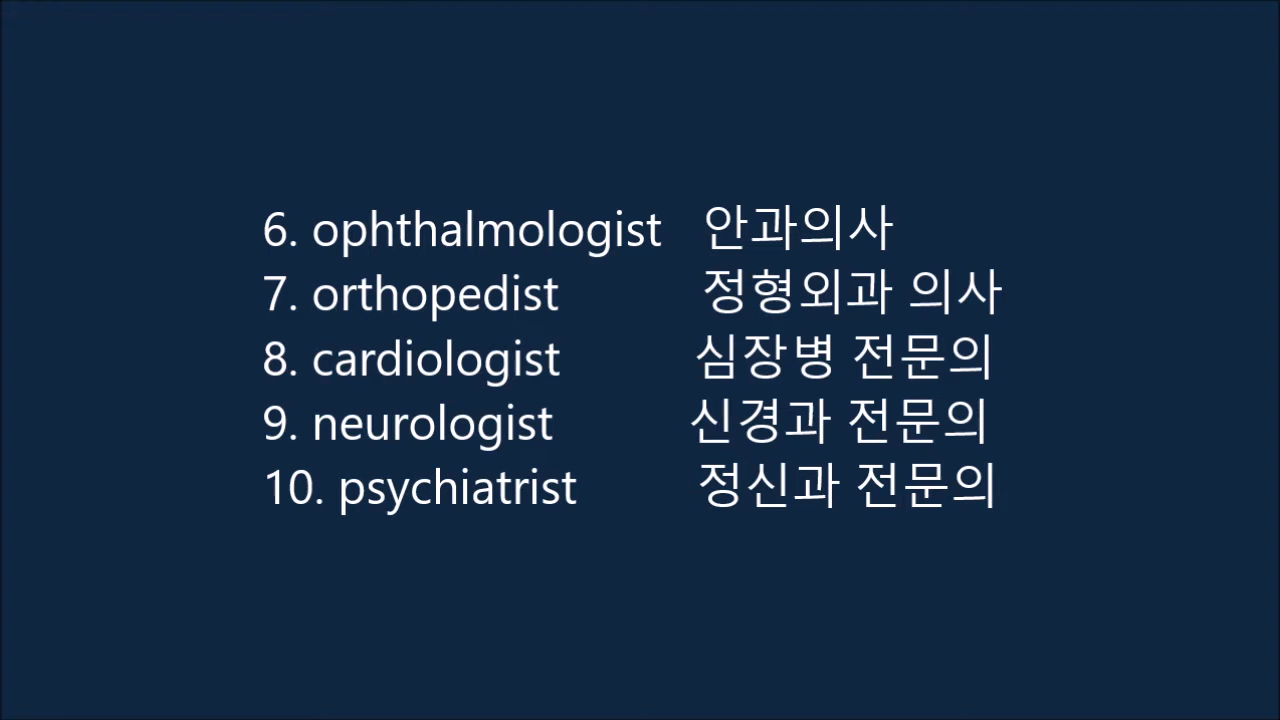 6. ophthalmologist 안과의사
7. orthopedist 정형외과 의사
8. cardiologist 심장병 전문의
9. neurologist 신경과 전문의
10. psychiatrist 정신과 전문의